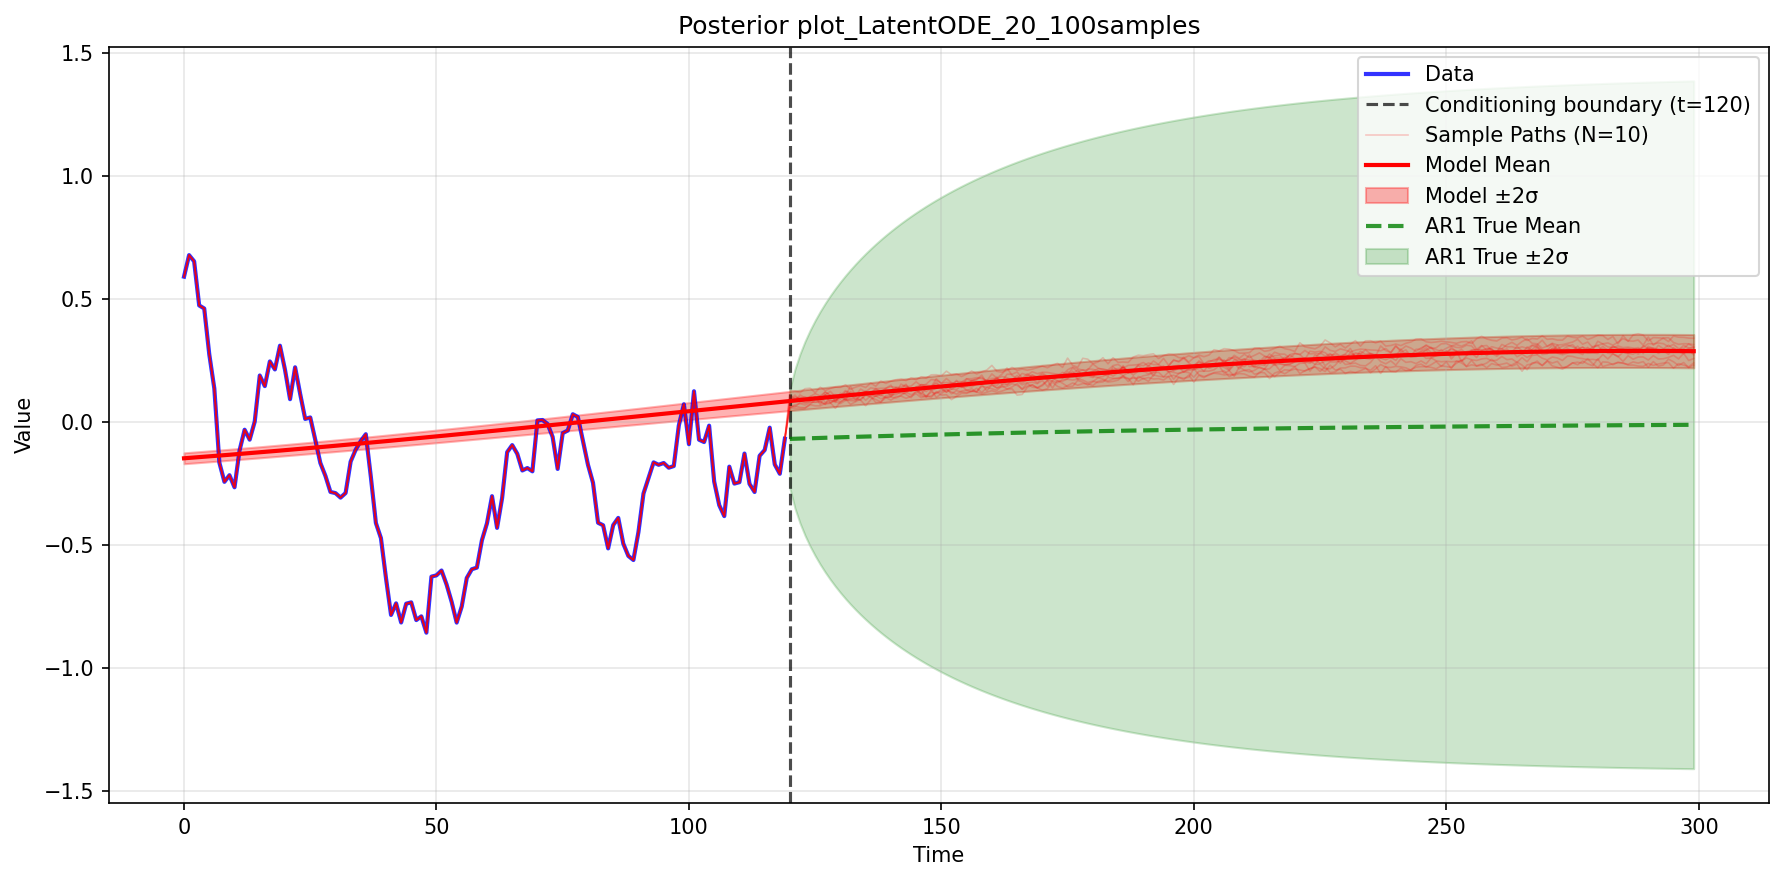 Posterior plot_LatentODE_20_100samples
Data
Conditioning boundary (t=120)
Sample Paths (N=10)
Model Mean
Model ±2σ
AR1 True Mean
AR1 True ±2σ
Value
1.5
1.0
0.5
0.0
−0.5
−1.0
−1.5
0 50 100 150 200 250 300
Time